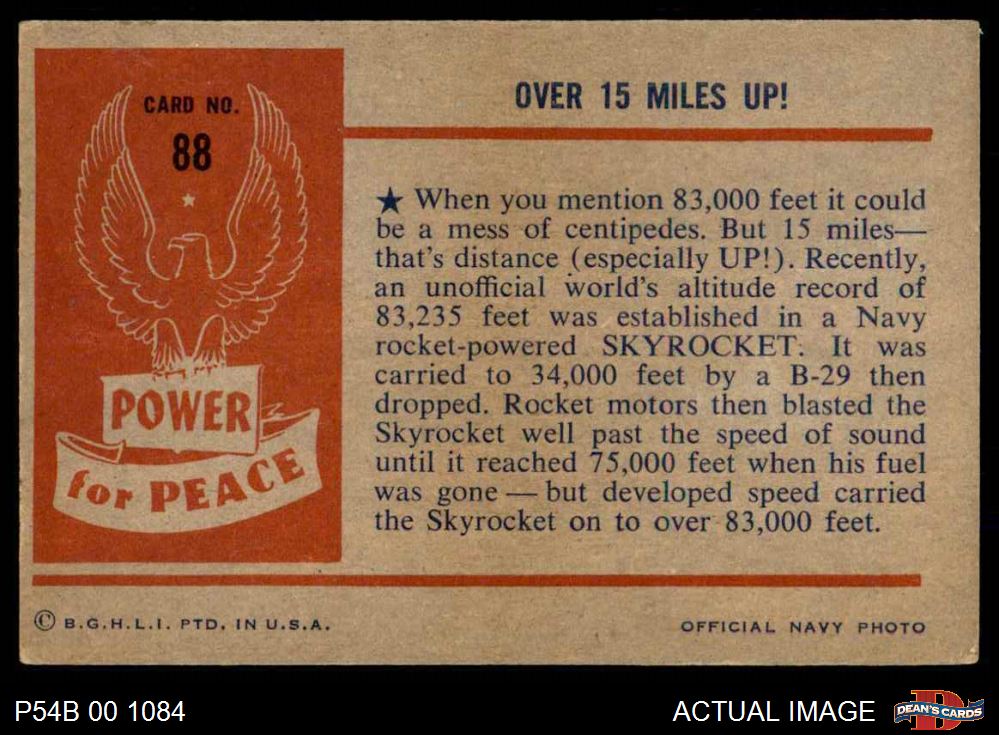 CARD NO.
88
POWER
for PEACE
OVER 15 MILES UP!
★ When you mention 83,000 feet it could
be a mess of centipedes. But 15 miles—
that's distance (especially UP!). Recently,
an unofficial world's altitude record of
83,235 feet was established in a Navy
rocket-powered SKYROCKET. It was
carried to 34,000 feet by a B-29 then
dropped. Rocket motors then blasted the
Skyrocket well past the speed of sound
until it reached 75,000 feet when his fuel
was gone — but developed speed carried
the Skyrocket on to over 83,000 feet.
© B.G.H.L.I. PTD. IN U.S.A.
OFFICIAL NAVY PHOTO
P54B 00 1084
ACTUAL IMAGE
D
DEAN'S CARDS